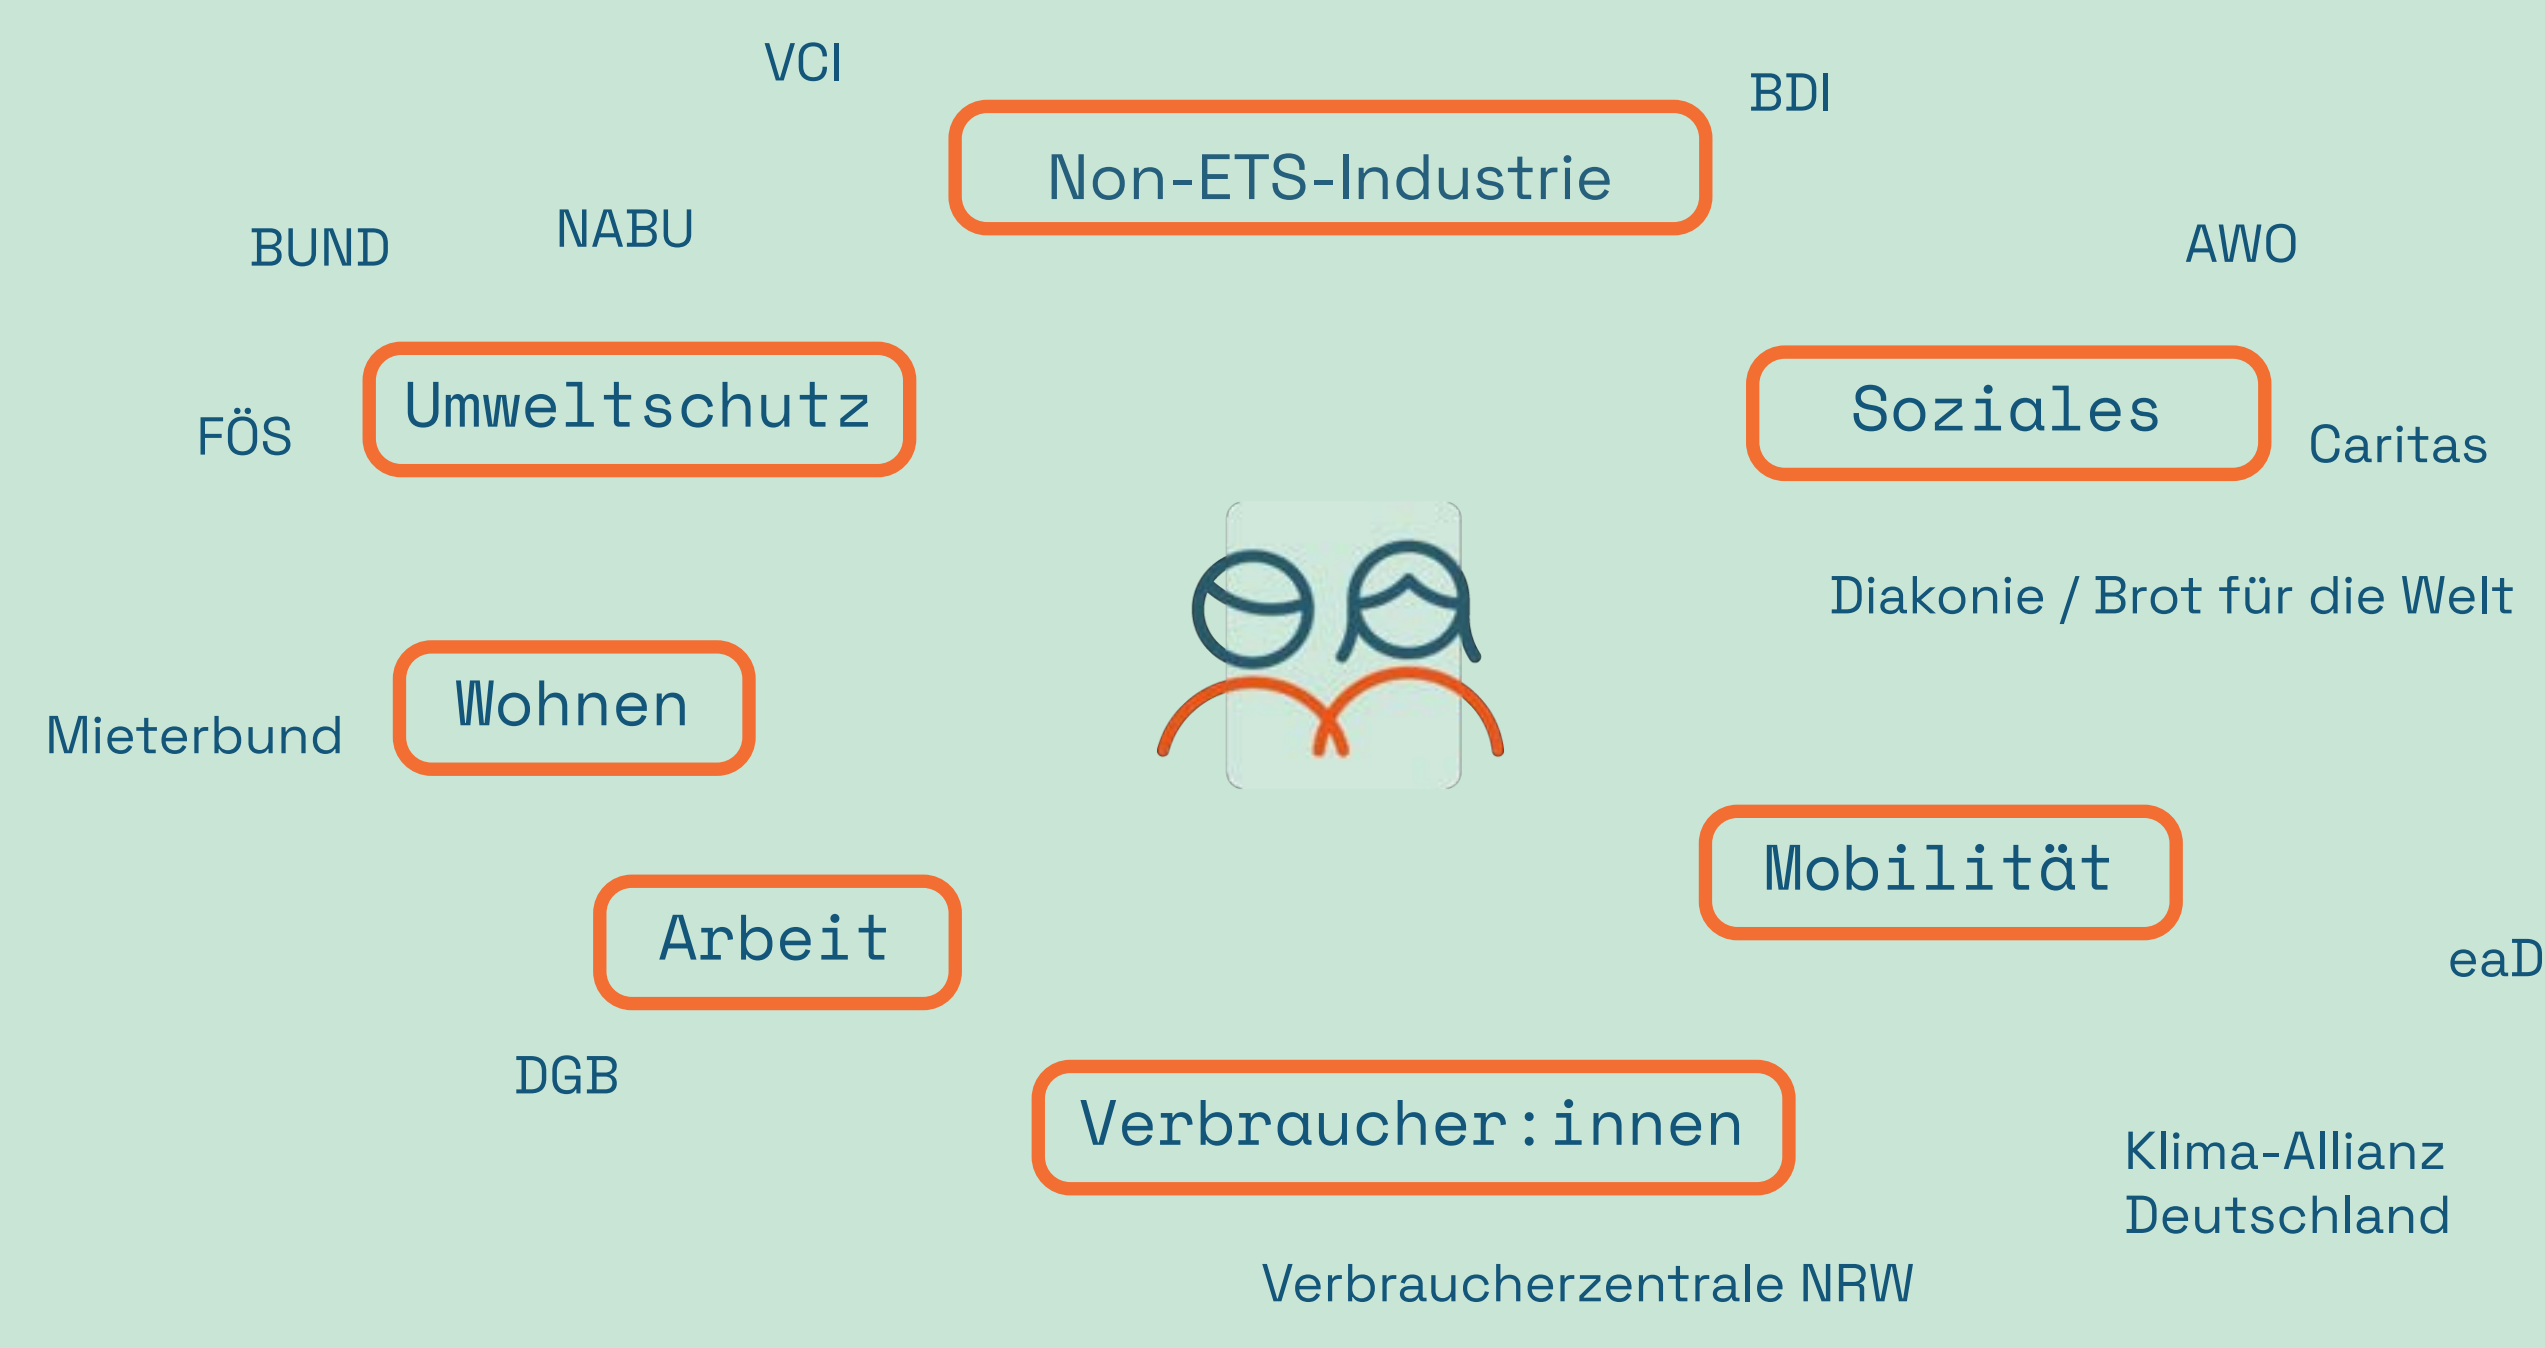 VCI
BDI
Non-ETS-Industrie
BUND
NABU
AWO
Umweltschutz
Soziales
FÖS
Caritas
Diakonie / Brot für die Welt
Wohnen
Mieterbund
Mobilität
Arbeit
eaD
DGB
Verbraucher:innen
Klima-Allianz
Deutschland
Verbraucherzentrale NRW